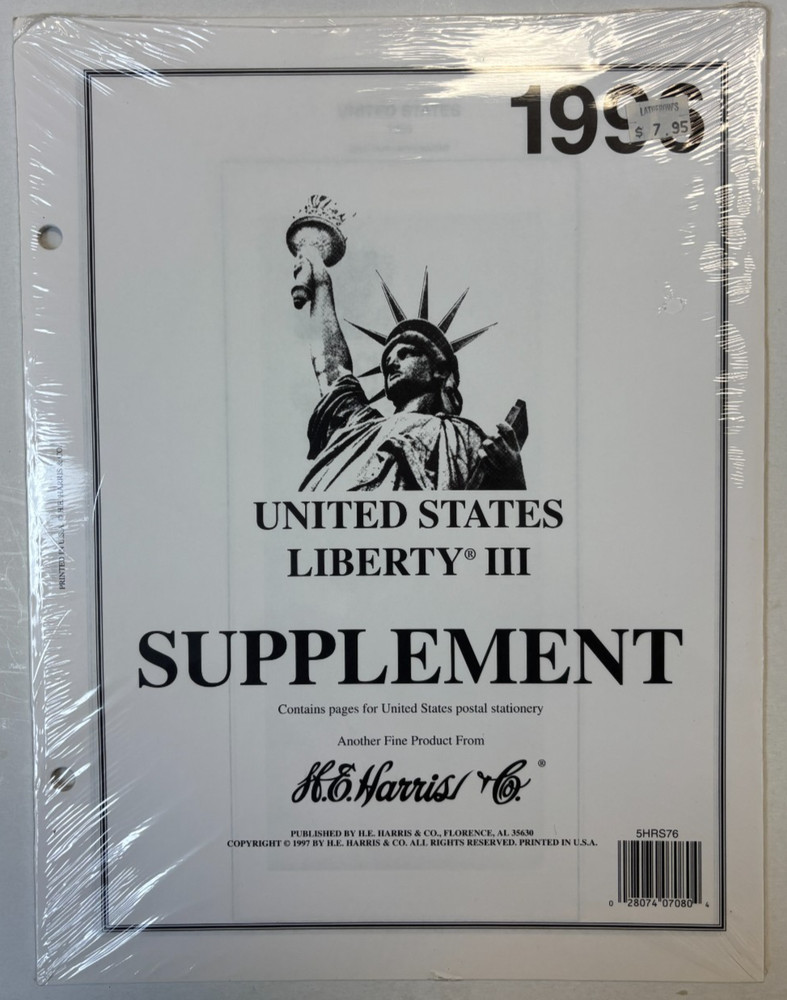 1996
LATHROW'S
$ 7.95
UNITED STATES
LIBERTY® III
SUPPLEMENT
Contains pages for United States postal stationery
Another Fine Product From
H.E. Harris & Co.®
PUBLISHED BY H.E. HARRIS & CO., FLORENCE, AL 35630
COPYRIGHT © 1997 BY H.E. HARRIS & CO. ALL RIGHTS RESERVED. PRINTED IN U.S.A.
5HRS76
0 28074 07080 4